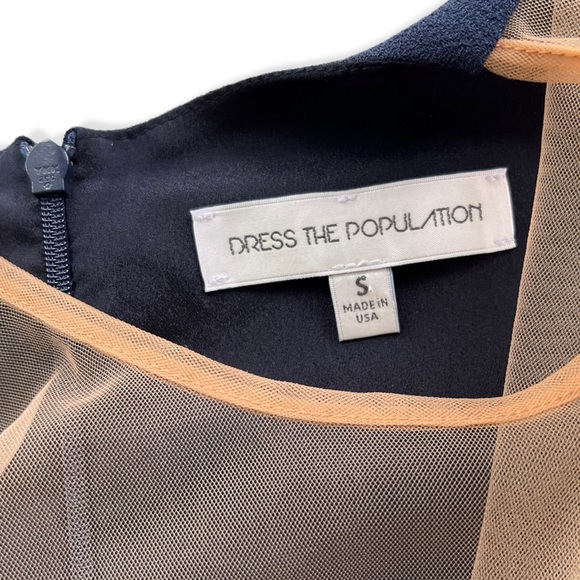 DRESS THE POPULATION
S
MADE IN
USA